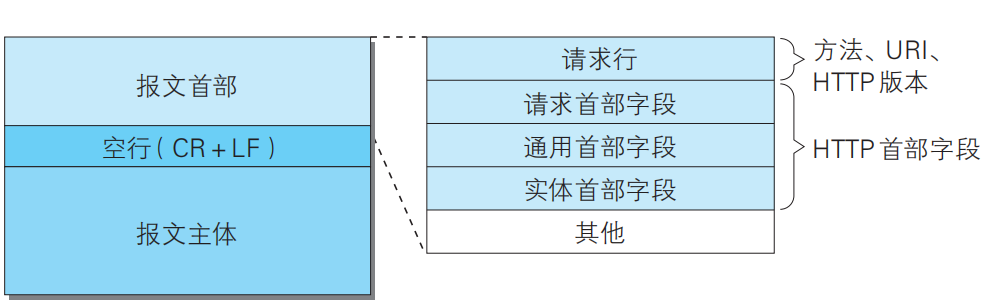 报文首部
空行（CR + LF）
报文主体
请求行
请求首部字段
通用首部字段
实体首部字段
其他
方法、URI、
HTTP 版本
HTTP 首部字段